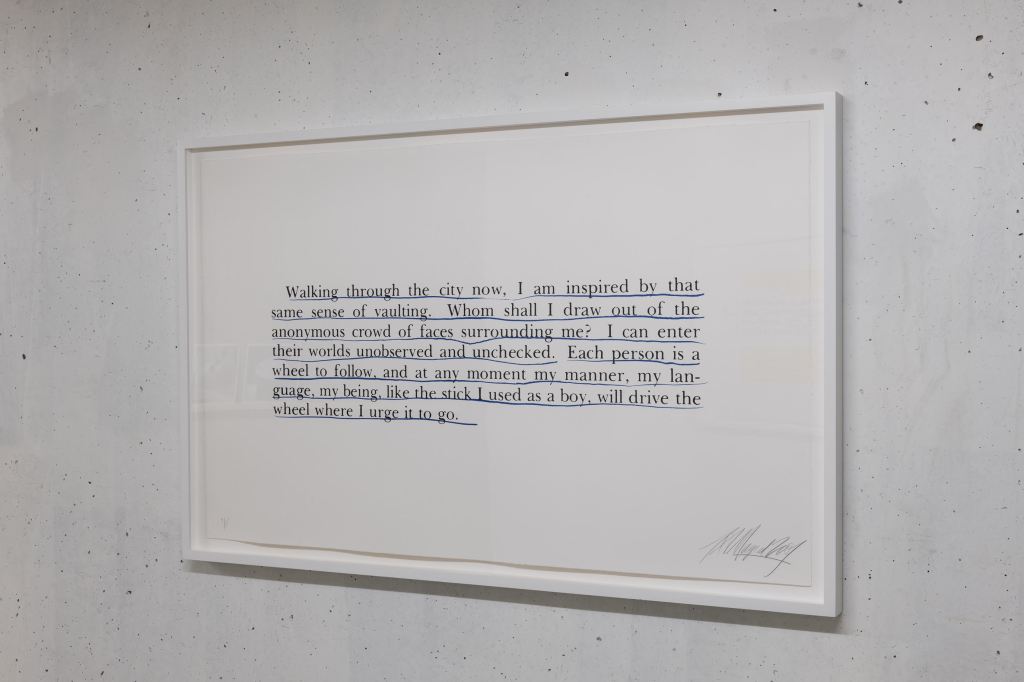 Walking through the city now, I am inspired by that
same sense of vaulting. Whom shall I draw out of the
anonymous crowd of faces surrounding me? I can enter
their worlds unobserved and unchecked. Each person is a
wheel to follow, and at any moment my manner, my lan-
guage, my being, like the stick I used as a boy, will drive the
wheel where I urge it to go.